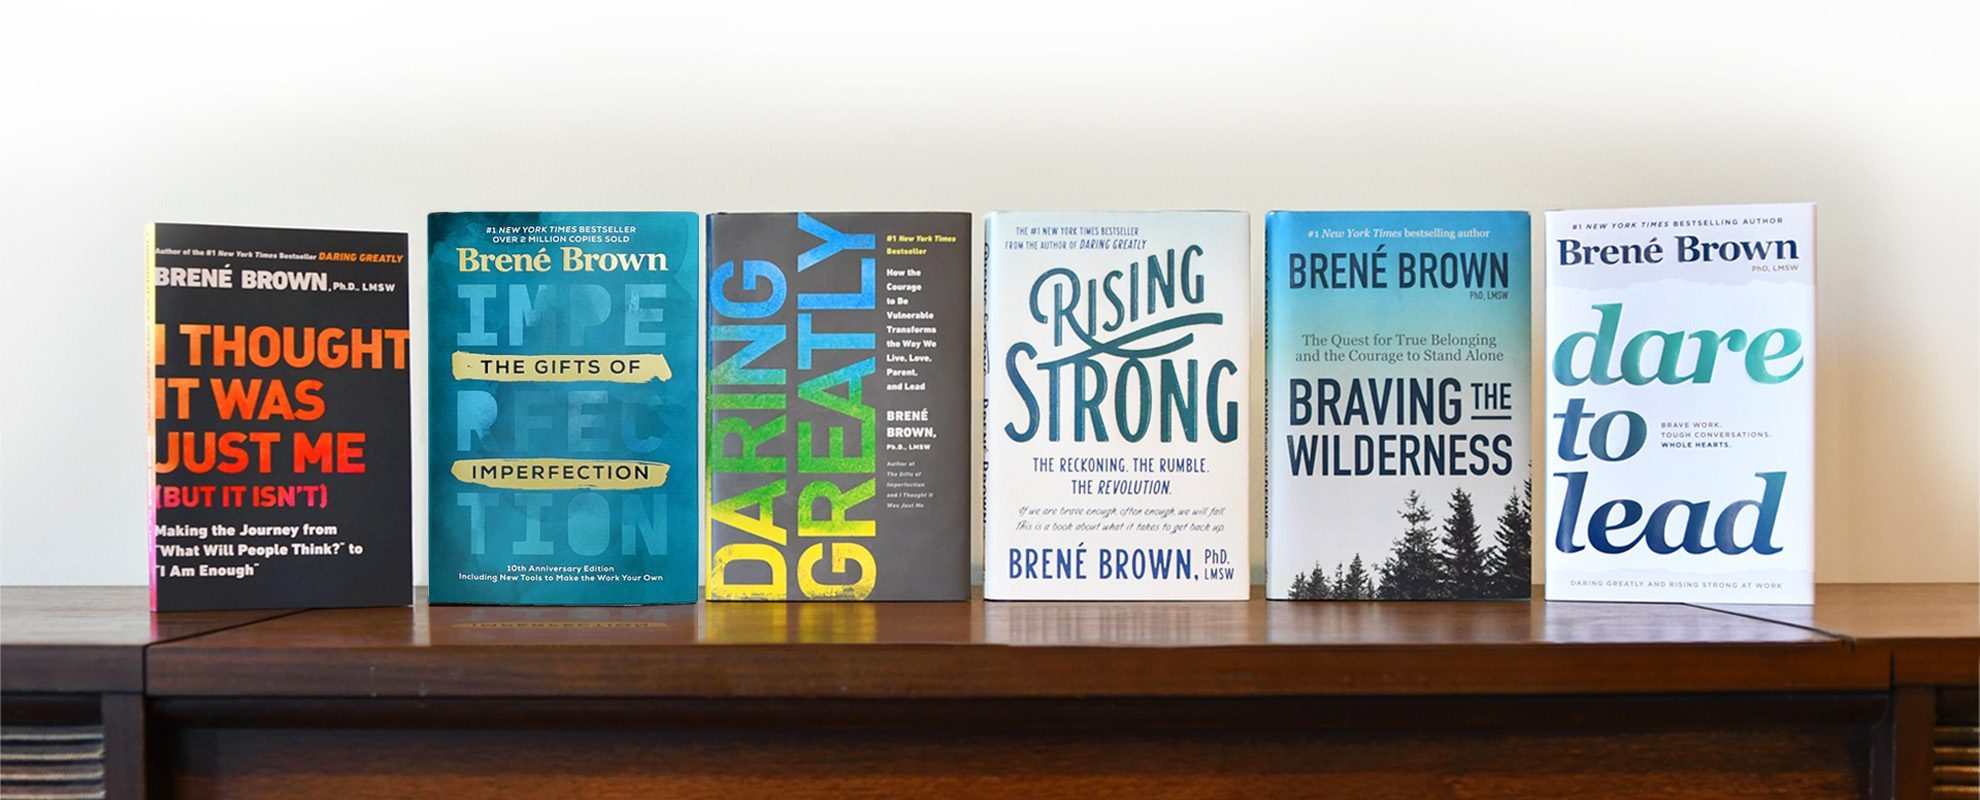 Author of the #1 New York Times Bestseller DARING GREATLY
BRENÉ BROWN, Ph.D., LMSW
I THOUGHT
IT WAS
JUST ME
(BUT IT ISN'T)
Making the Journey from
"What Will People Think?" to
"I Am Enough"
#1 NEW YORK TIMES BESTSELLER
OVER 2 MILLION COPIES SOLD
Brené Brown
IMPE
THE GIFTS OF
RFEC
IMPERFECTION
TION
10th Anniversary Edition
Including New Tools to Make the Work Your Own
DARING
GREATLY
#1 New York Times
Bestseller
How the
Courage
to Be
Vulnerable
Transforms
the Way We
Live, Love,
Parent,
and Lead
BRENÉ
BROWN,
Ph.D., LMSW
Author of
The Gifts of
Imperfection
and I Thought It
Was Just Me
THE #1 NEW YORK TIMES BESTSELLER
FROM THE AUTHOR OF DARING GREATLY
RISING
STRONG
THE RECKONING. THE RUMBLE.
THE REVOLUTION.
If we are brave enough, often enough, we will fall.
This is a book about what it takes to get back up.
BRENÉ BROWN, PhD, LMSW
#1 New York Times bestselling author
BRENÉ BROWN
PhD, LMSW
The Quest for True Belonging
and the Courage to Stand Alone
BRAVING THE
WILDERNESS
#1 NEW YORK TIMES BESTSELLING AUTHOR
Brené Brown
PhD, LMSW
dare
to
BRAVE WORK.
TOUGH CONVERSATIONS.
WHOLE HEARTS.
lead
DARING GREATLY AND RISING STRONG AT WORK